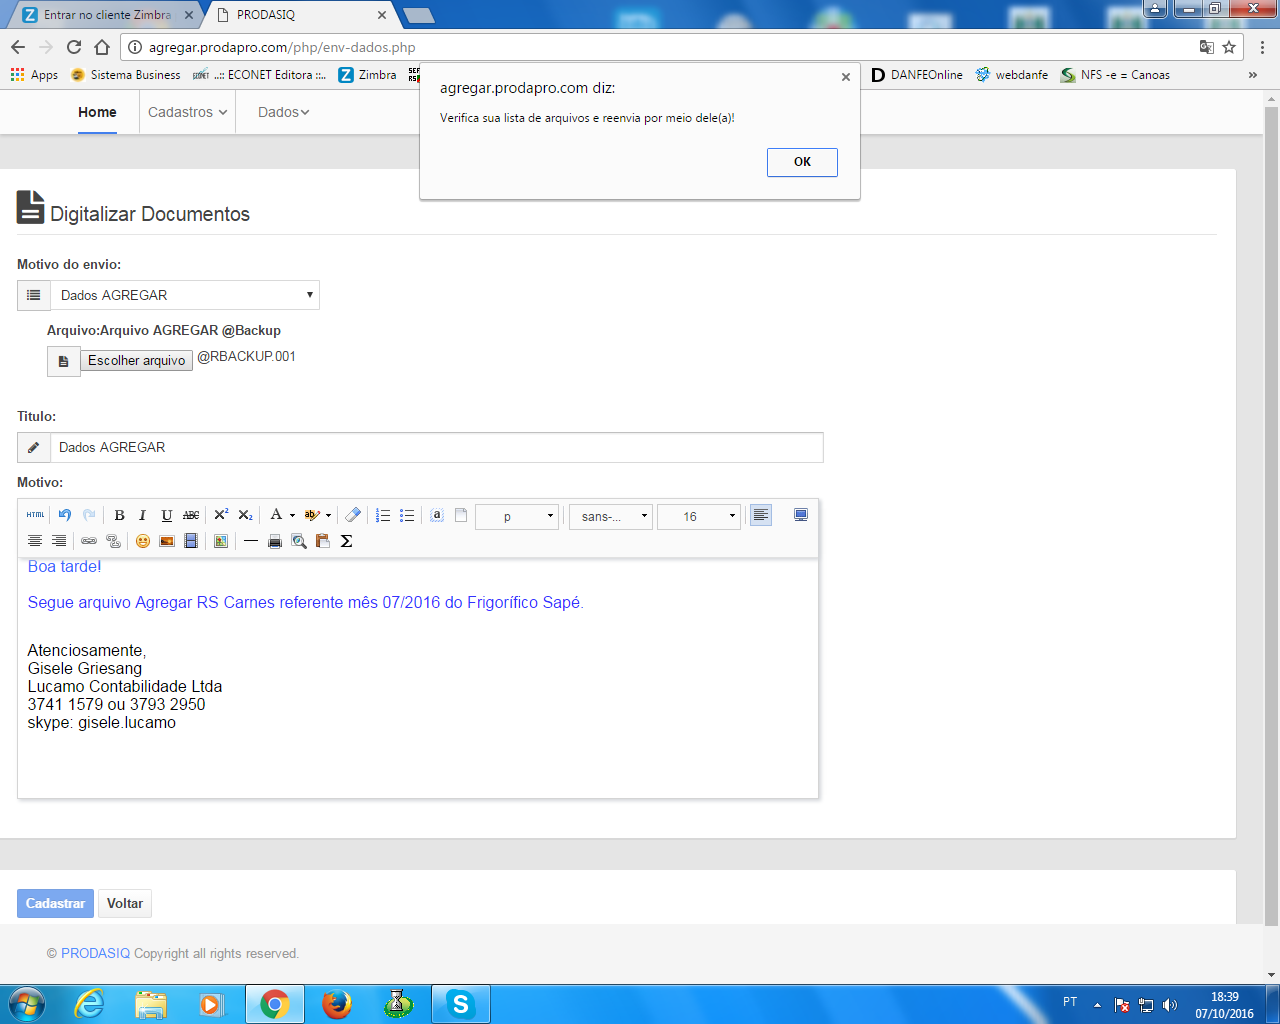 Entrar no cliente Zimbra
PRODASIQ
agregar.prodapro.com/php/env-dados.php
Apps
Sistema Business
..:: ECONET Editora ::..
Zimbra
DANFEOnline
webdanfe
NFS -e = Canoas
»
agregar.prodapro.com diz:
Verifica sua lista de arquivos e reenvia por meio dele(a)!
OK
Home
Cadastros
Dados
Digitalizar Documentos
Motivo do envio:
Dados AGREGAR
Arquivo:Arquivo AGREGAR @Backup
Escolher arquivo @RBACKUP.001
Titulo:
Dados AGREGAR
Motivo:
HTML B I U ABC X² X₂ A ab a p sans-... 16
Σ
Boa tarde!
Segue arquivo Agregar RS Carnes referente mês 07/2016 do Frigorífico Sapé.
Atenciosamente,
Gisele Griesang
Lucamo Contabilidade Ltda
3741 1579 ou 3793 2950
skype: gisele.lucamo
Cadastrar Voltar
© PRODASIQ Copyright all rights reserved.
PT
18:39
07/10/2016